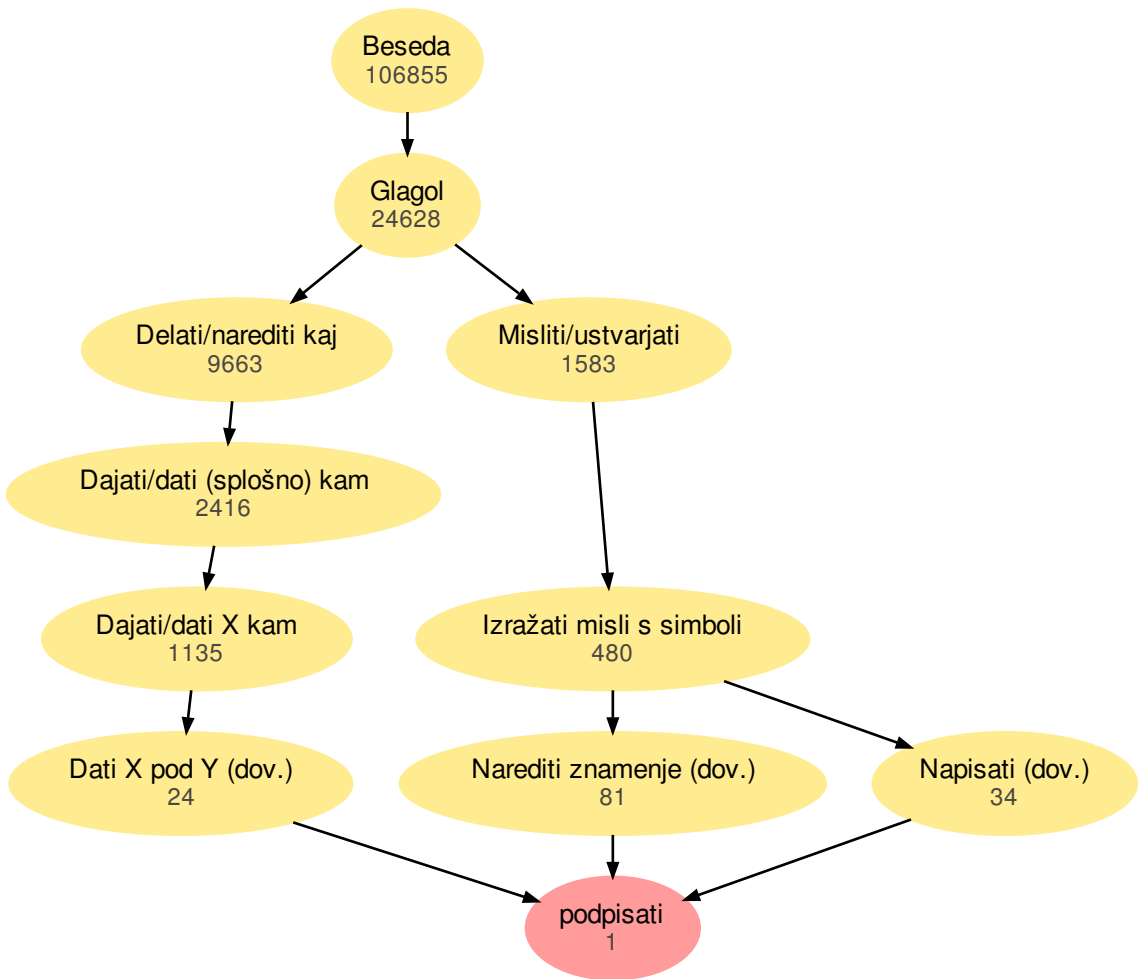 Beseda
106855
Glagol
24628
Delati/narediti kaj
9663
Misliti/ustvarjati
1583
Dajati/dati (splošno) kam
2416
Dajati/dati X kam
1135
Izražati misli s simboli
480
Dati X pod Y (dov.)
24
Narediti znamenje (dov.)
81
Napisati (dov.)
34
podpisati
1